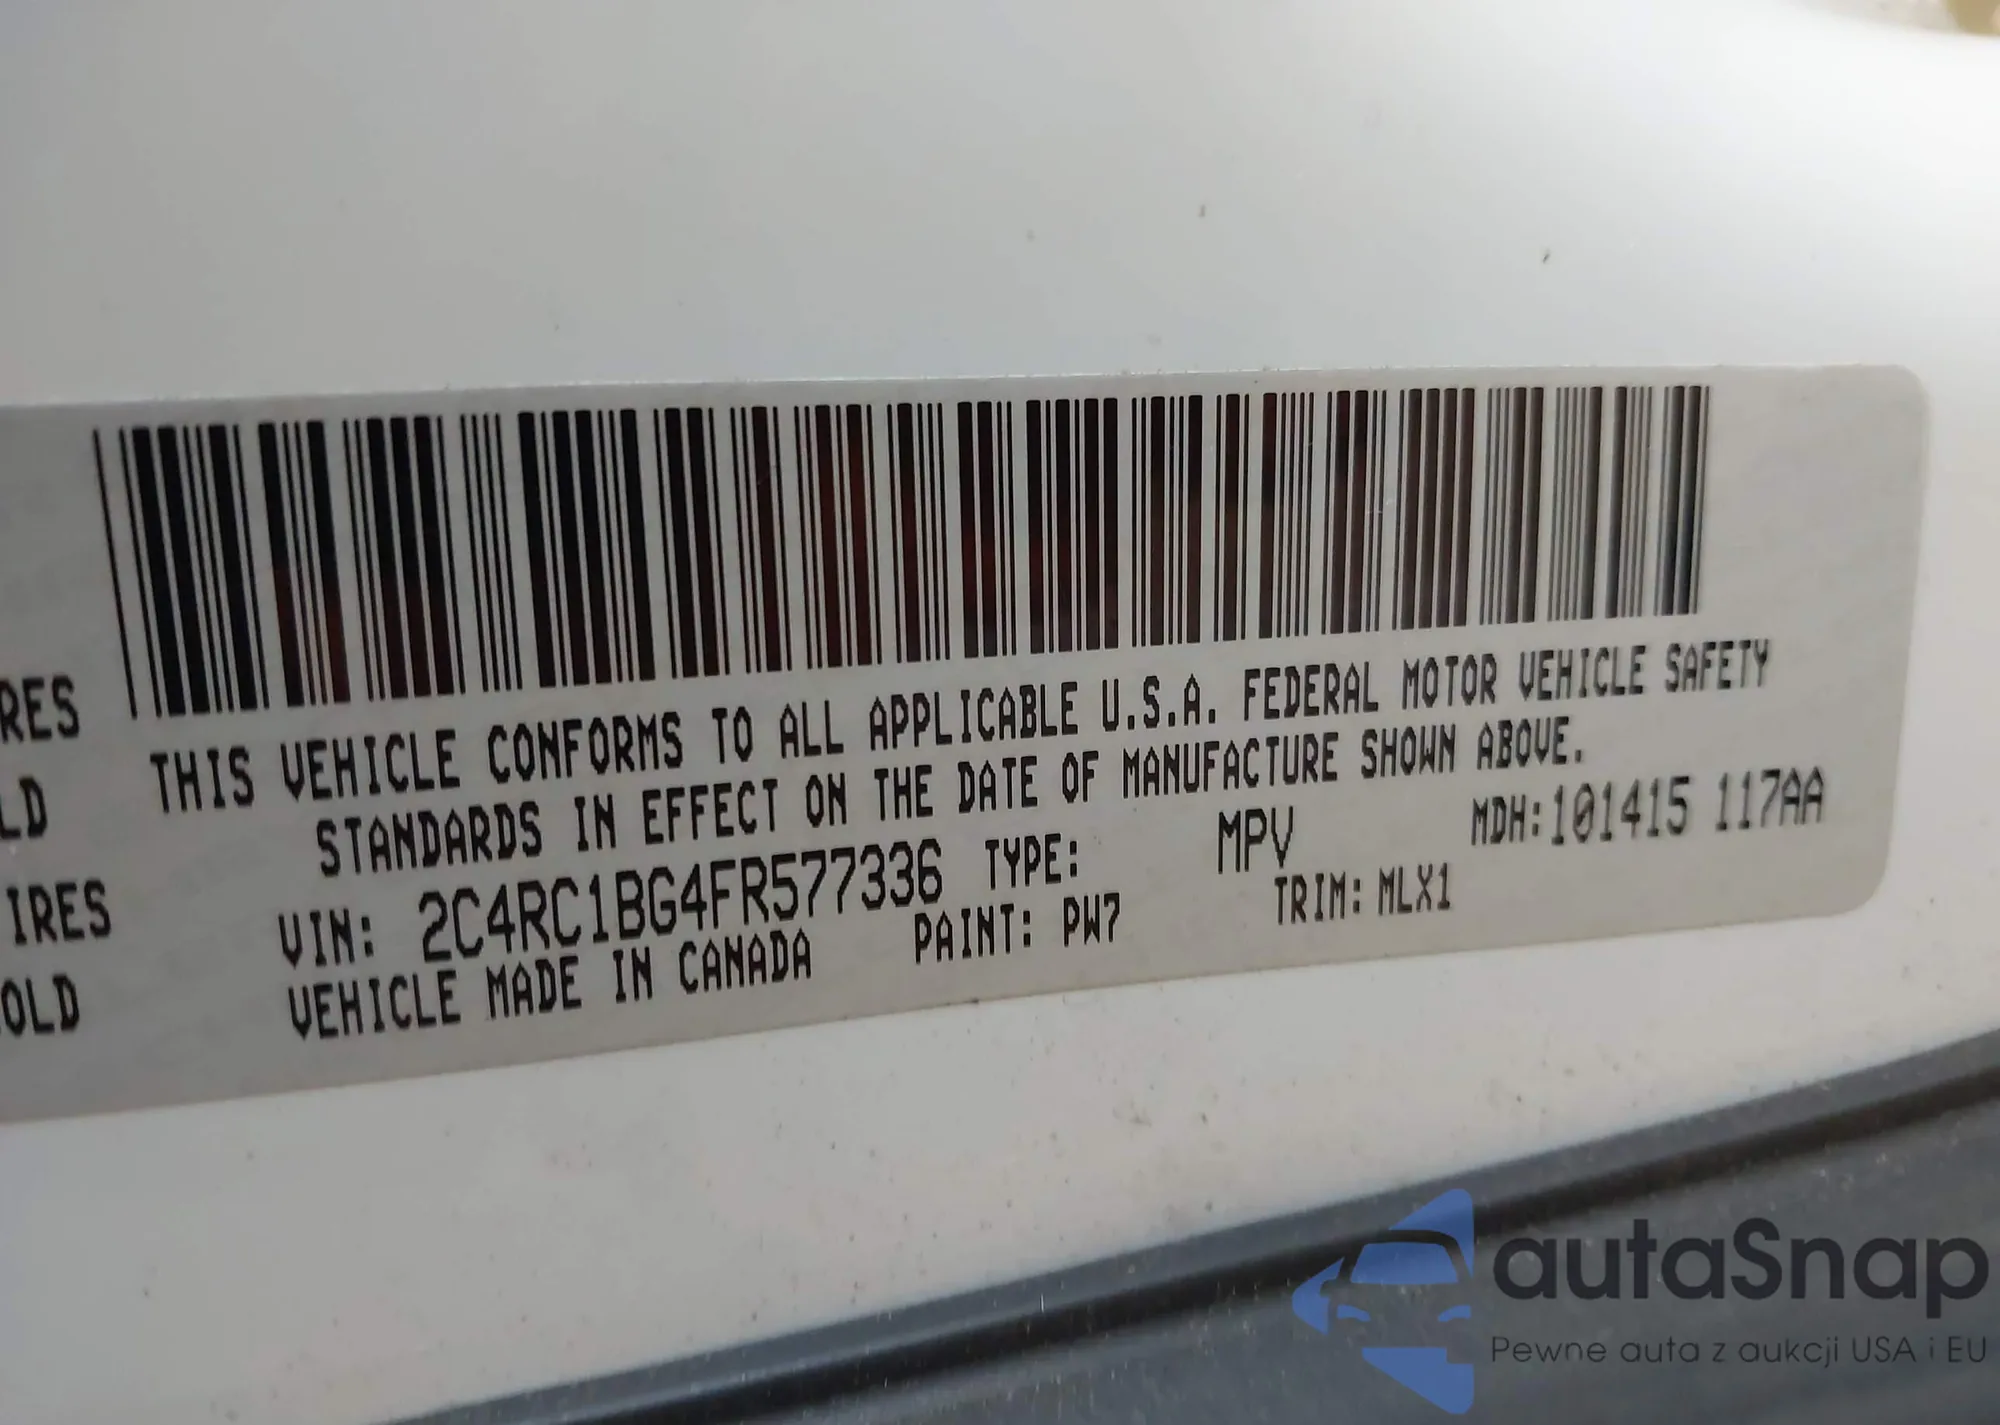 RES
LD
IRES
OLD
THIS VEHICLE CONFORMS TO ALL APPLICABLE U.S.A. FEDERAL MOTOR VEHICLE SAFETY
STANDARDS IN EFFECT ON THE DATE OF MANUFACTURE SHOWN ABOVE.
VIN: 2C4RC1BG4FR577336 TYPE: MPV MDH:101415 117AA
VEHICLE MADE IN CANADA PAINT: PW7 TRIM: MLX1
autaSnap
Pewne auta z aukcji USA i EU